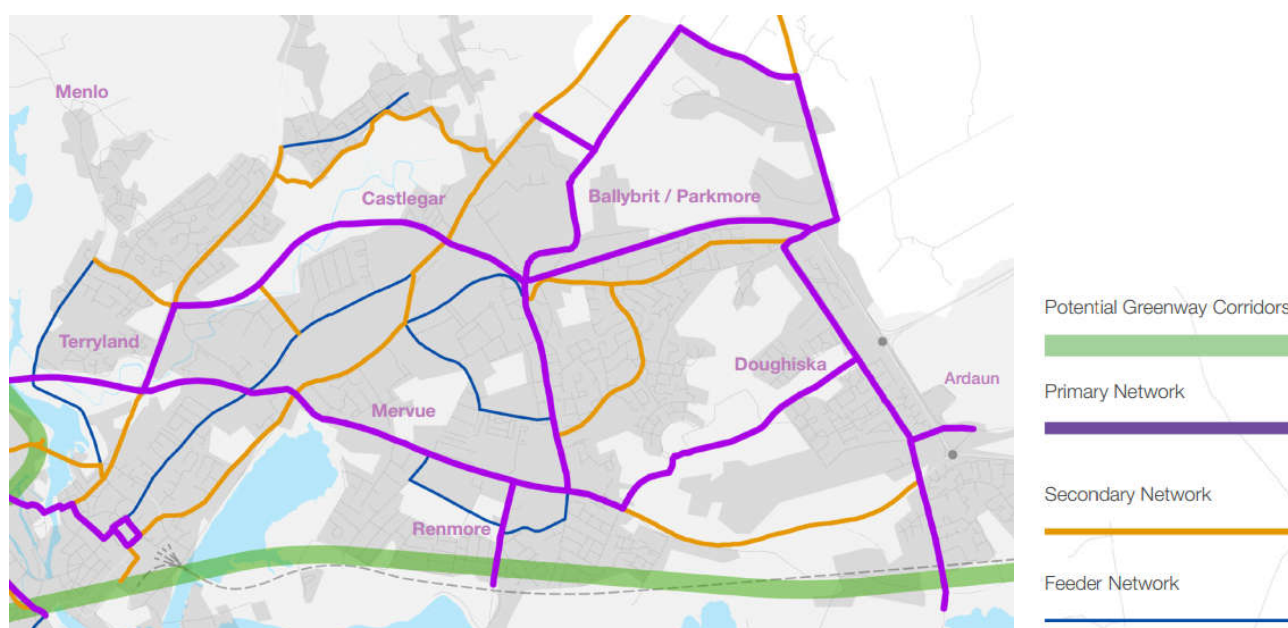 Menlo
Castlegar
Ballybrit / Parkmore
Terryland
Doughiska
Ardaun
Mervue
Renmore
Potential Greenway Corridors
Primary Network
Secondary Network
Feeder Network